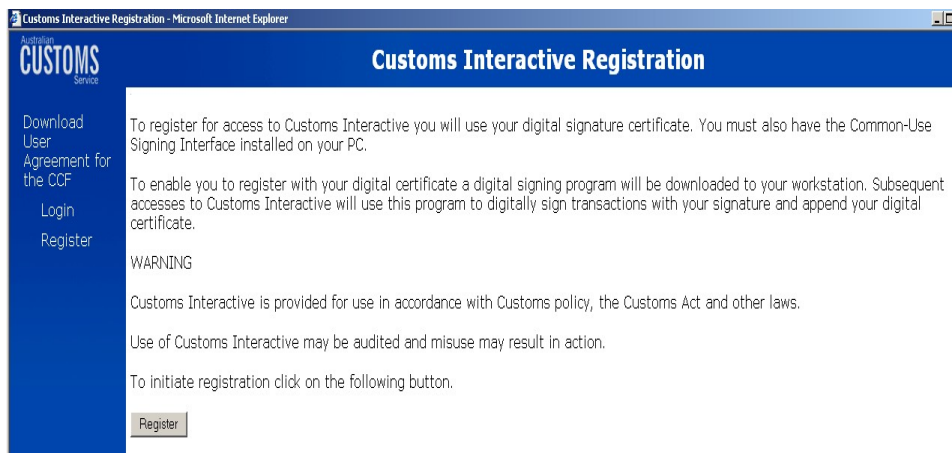 Customs Interactive Registration - Microsoft Internet Explorer
Australian
CUSTOMS
Service
Customs Interactive Registration
Download
User
Agreement for
the CCF
Login
Register
To register for access to Customs Interactive you will use your digital signature certificate. You must also have the Common-Use
Signing Interface installed on your PC.
To enable you to register with your digital certificate a digital signing program will be downloaded to your workstation. Subsequent
accesses to Customs Interactive will use this program to digitally sign transactions with your signature and append your digital
certificate.
WARNING
Customs Interactive is provided for use in accordance with Customs policy, the Customs Act and other laws.
Use of Customs Interactive may be audited and misuse may result in action.
To initiate registration click on the following button.
Register